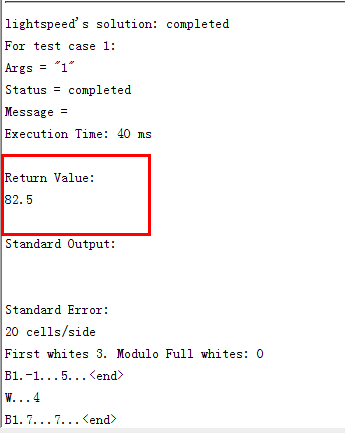 lightspeed's solution: completed
For test case 1:
Args = "1"
Status = completed
Message =
Execution Time: 40 ms
Return Value:
82.5
Standard Output:
Standard Error:
20 cells/side
First whites 3. Modulo Full whites: 0
B1.-1...5...<end>
W...4
B1.7...7...<end>